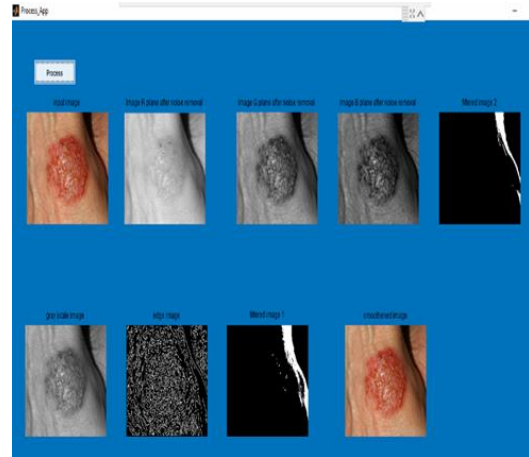 Process_App
Process
input image
image R plane after noise removal
image G plane after noise removal
image B plane after noise removal
filtered image 2
gray scale image
edge image
filtered image 1
smoothened image